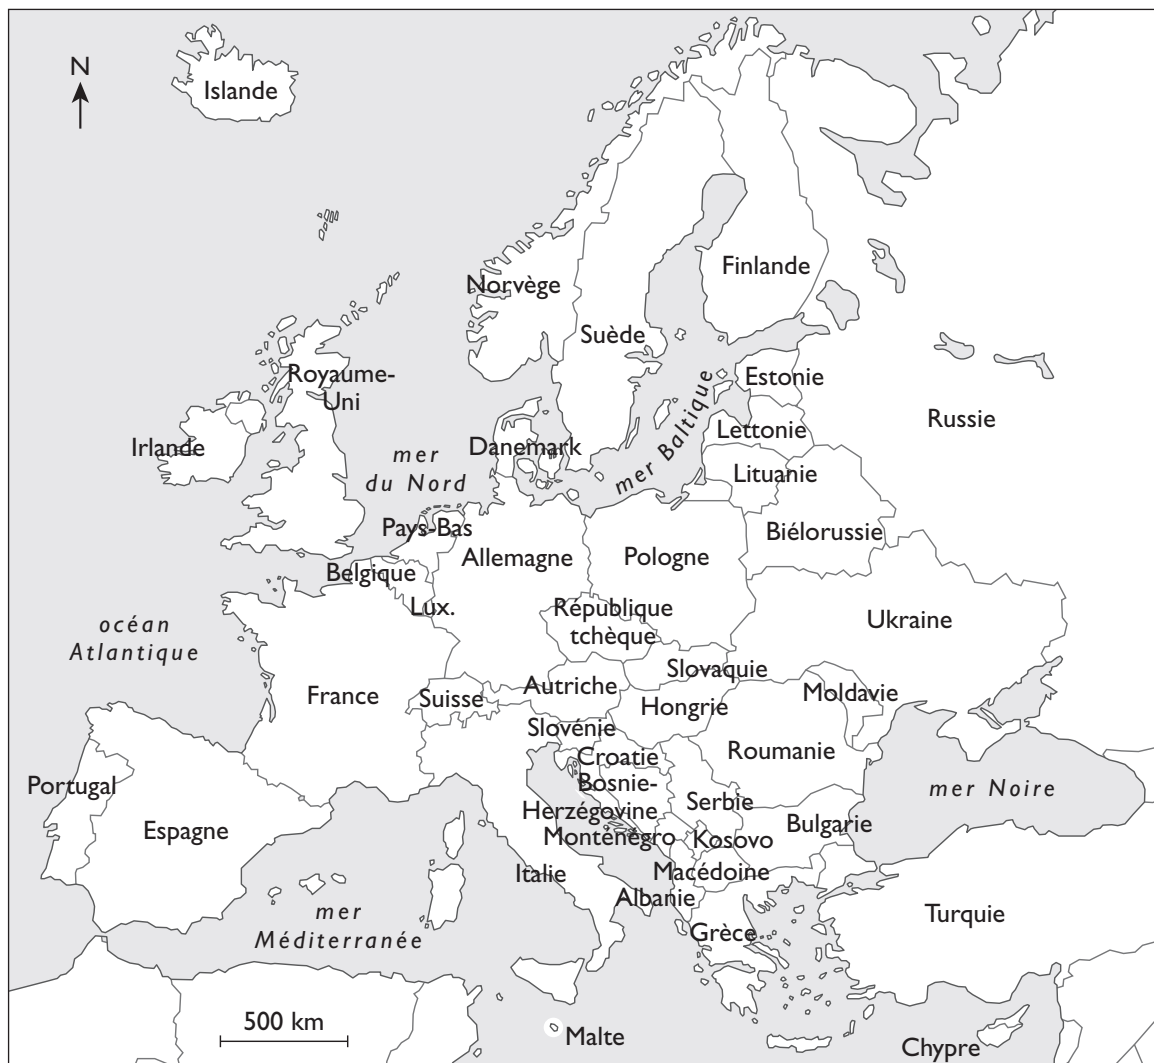 N
Islande
Norvège
Finlande
Suède
Royaume-
Uni
Estonie
Russie
Irlande
Danemark
Lettonie
mer Baltique
mer
du Nord
Lituanie
Pays-Bas
Biélorussie
Allemagne
Pologne
Belgique
Lux.
République
tchèque
Ukraine
océan
Atlantique
Slovaquie
France
Suisse
Autriche
Moldavie
Hongrie
Slovénie
Roumanie
Croatie
Portugal
Bosnie-
Herzégovine
Serbie
mer Noire
Espagne
Monténégro
Kosovo
Bulgarie
Italie
Macédoine
Albanie
mer
Méditerranée
Grèce
Turquie
500 km
Malte
Chypre